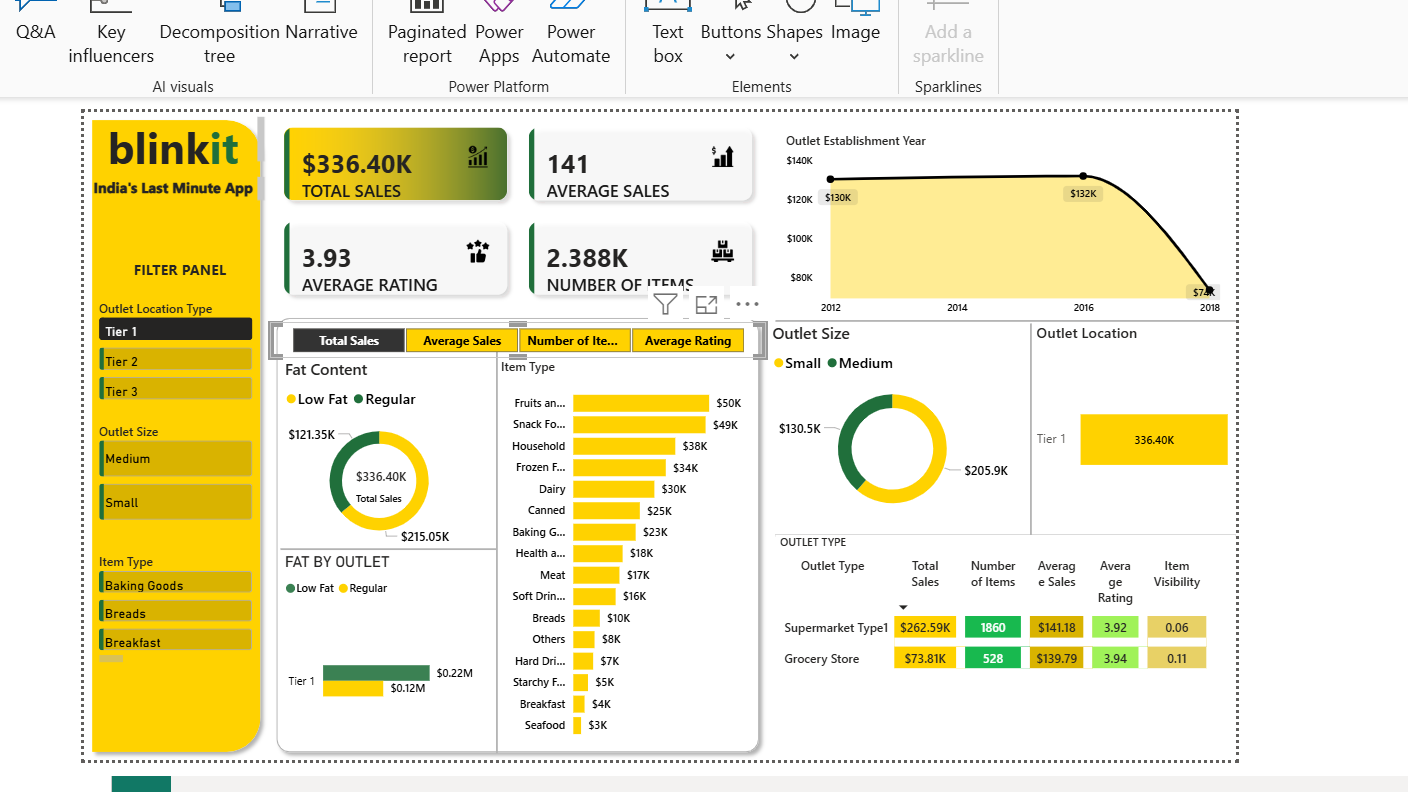 Q&A
Key
influencers
Decomposition
tree
Narrative
Paginated
report
Power
Apps
Power
Automate
Text
box
Buttons
Shapes
Image
Add a
sparkline
AI visuals
Power Platform
Elements
Sparklines
blinkit
India's Last Minute App
FILTER PANEL
Outlet Location Type
Tier 1
Tier 2
Tier 3
Outlet Size
Medium
Small
Item Type
Baking Goods
Breads
Breakfast
$336.40K
TOTAL SALES
141
AVERAGE SALES
3.93
AVERAGE RATING
2.388K
NUMBER OF ITEMS
Total Sales
Average Sales
Number of Ite...
Average Rating
Fat Content
Low Fat
Regular
$121.35K
$336.40K
Total Sales
$215.05K
FAT BY OUTLET
Low Fat
Regular
Tier 1
$0.22M
$0.12M
Item Type
Fruits an... $50K
Snack Fo... $49K
Household $38K
Frozen F... $34K
Dairy $30K
Canned $25K
Baking G... $23K
Health a... $18K
Meat $17K
Soft Drin... $16K
Breads $10K
Others $8K
Hard Dri... $7K
Starchy F... $5K
Breakfast $4K
Seafood $3K
Outlet Establishment Year
$140K
$120K
$100K
$80K
$130K
$132K
$74K
2012 2014 2016 2018
Outlet Size
Small
Medium
$130.5K
$205.9K
Outlet Location
Tier 1
336.40K
OUTLET TYPE
Outlet Type
Total
Sales
Number
of Items
Averag
e Sales
Avera
ge
Rating
Item
Visibility
Supermarket Type1 $262.59K 1860 $141.18 3.92 0.06
Grocery Store $73.81K 528 $139.79 3.94 0.11